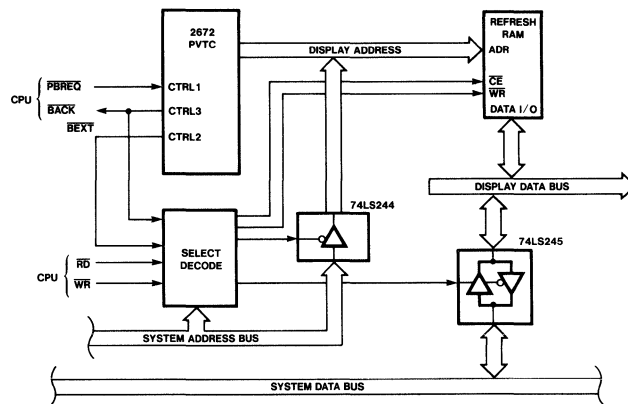 2672
PVTC
CPU
PBREQ
BACK
BEXT
CTRL1
CTRL3
CTRL2
DISPLAY ADDRESS
REFRESH
RAM
ADR
CE
WR
DATA I/O
DISPLAY DATA BUS
74LS244
74LS245
SELECT
DECODE
CPU
RD
WR
SYSTEM ADDRESS BUS
SYSTEM DATA BUS